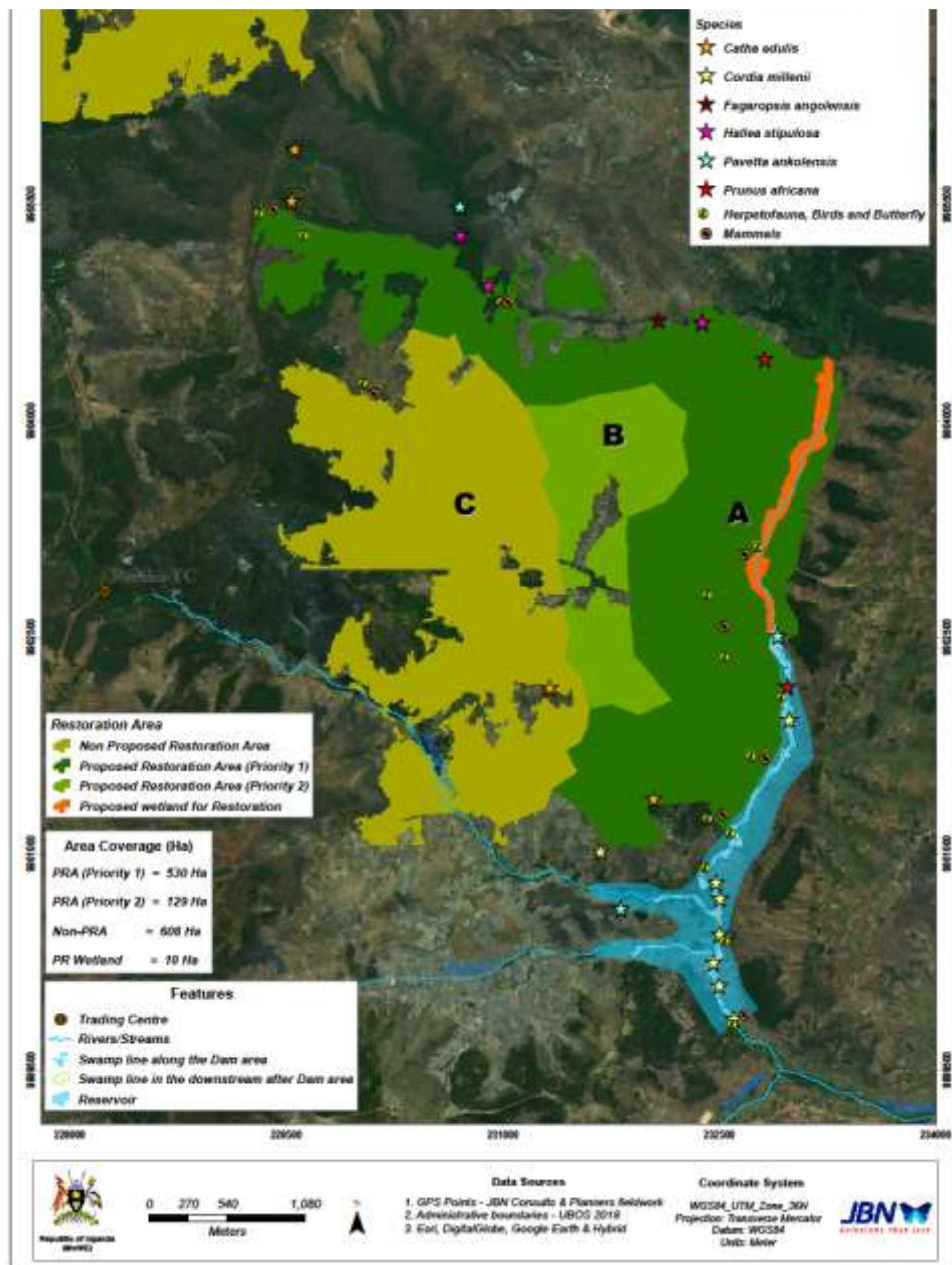 Species
Catha edulis
Cordia millenii
Fagaropsis angolensis
Hallea stipulosa
Pavetta ankolensis
Prunus africana
Herpetofauna, Birds and Butterfly
Mammals
B
C
A
TC
Restoration Area
Non Proposed Restoration Area
Proposed Restoration Area (Priority 1)
Proposed Restoration Area (Priority 2)
Proposed wetland for Restoration
Area Coverage (Ha)
PRA (Priority 1) = 530 Ha
PRA (Priority 2) = 129 Ha
Non-PRA = 608 Ha
PR Wetland = 10 Ha
Features
Trading Centre
Rivers/Streams
Swamp line along the Dam area
Swamp line in the downstream after Dam area
Reservoir
228000 229500 231000 232500 234000
Republic of Uganda
0 270 540 1,080
Meters
Data Sources
1. GPS Points - JBN Consults & Planners fieldwork
2. Administrative boundaries - UBOS 2018
3. Esri, DigitalGlobe, Google Earth & Hybrid
Coordinate System
WGS84_UTM_Zone_36N
Projection: Transverse Mercator
Datum: WGS84
Units: Meter
JBN